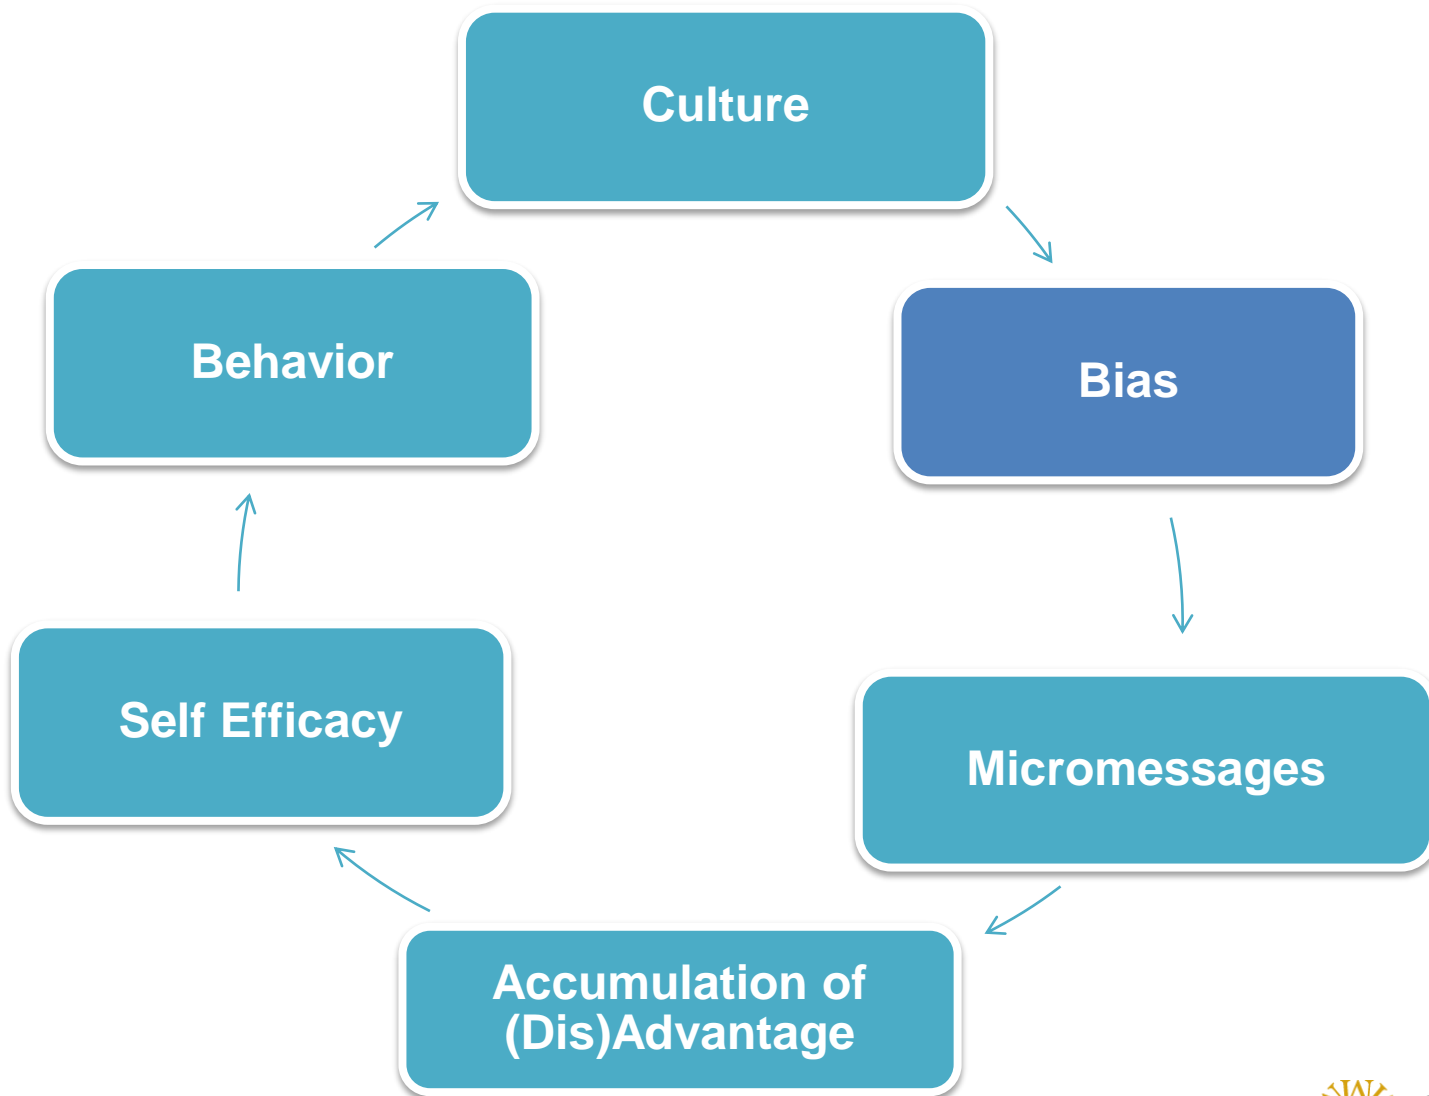 Culture
Bias
Micromessages
Accumulation of
(Dis)Advantage
Self Efficacy
Behavior